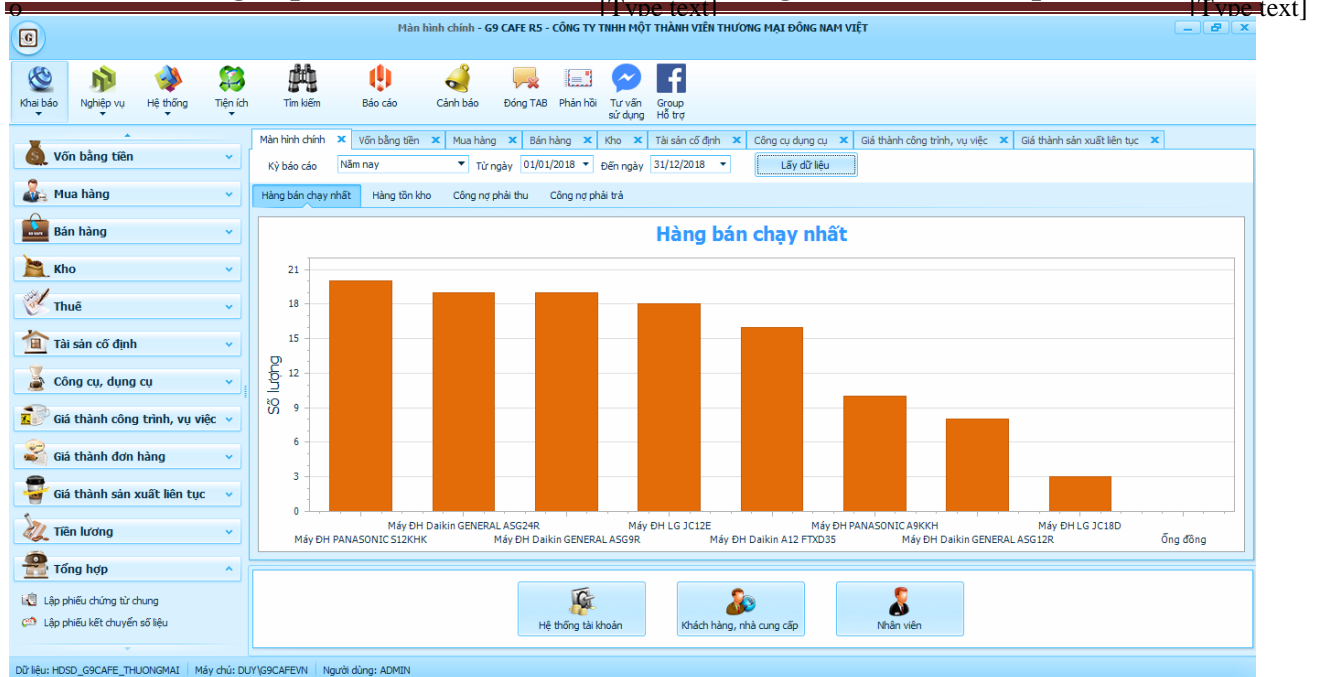 o [Type text] [Type text]
Màn hình chính - G9 CAFE R5 - CÔNG TY TNHH MỘT THÀNH VIÊN THƯƠNG MẠI ĐÔNG NAM VIỆT
G
Khai báo Nghiệp vụ Hệ thống Tiện ích Tìm kiếm Báo cáo Cảnh báo Đóng TAB Phản hồi Tư vấn sử dụng Group Hỗ trợ
Màn hình chính Vốn bằng tiền Mua hàng Bán hàng Kho Tài sản cố định Công cụ dụng cụ Giá thành công trình, vụ việc Giá thành sản xuất liên tục
Kỳ báo cáo Năm nay Từ ngày 01/01/2018 Đến ngày 31/12/2018 Lấy dữ liệu
Hàng bán chạy nhất Hàng tồn kho Công nợ phải thu Công nợ phải trả
Vốn bằng tiền
Mua hàng
Bán hàng
Kho
Thuế
Tài sản cố định
Công cụ, dụng cụ
Giá thành công trình, vụ việc
Giá thành đơn hàng
Giá thành sản xuất liên tục
Tiền lương
Tổng hợp
Lập phiếu chứng từ chung
Lập phiếu kết chuyển số liệu
Hàng bán chạy nhất
Số lượng
21
18
15
12
9
6
3
0
Máy ĐH Daikin GENERAL ASG24R Máy ĐH LG JC12E Máy ĐH PANASONIC A9KKH Máy ĐH LG JC18D
Máy ĐH PANASONIC S12KHK Máy ĐH Daikin GENERAL ASG9R Máy ĐH Daikin A12 FTXD35 Máy ĐH Daikin GENERAL ASG12R Ống đồng
Hệ thống tài khoản Khách hàng, nhà cung cấp Nhân viên
Dữ liệu: HDSD_G9CAFE_THUONGMAI Máy chủ: DUY\G9CAFEVN Người dùng: ADMIN